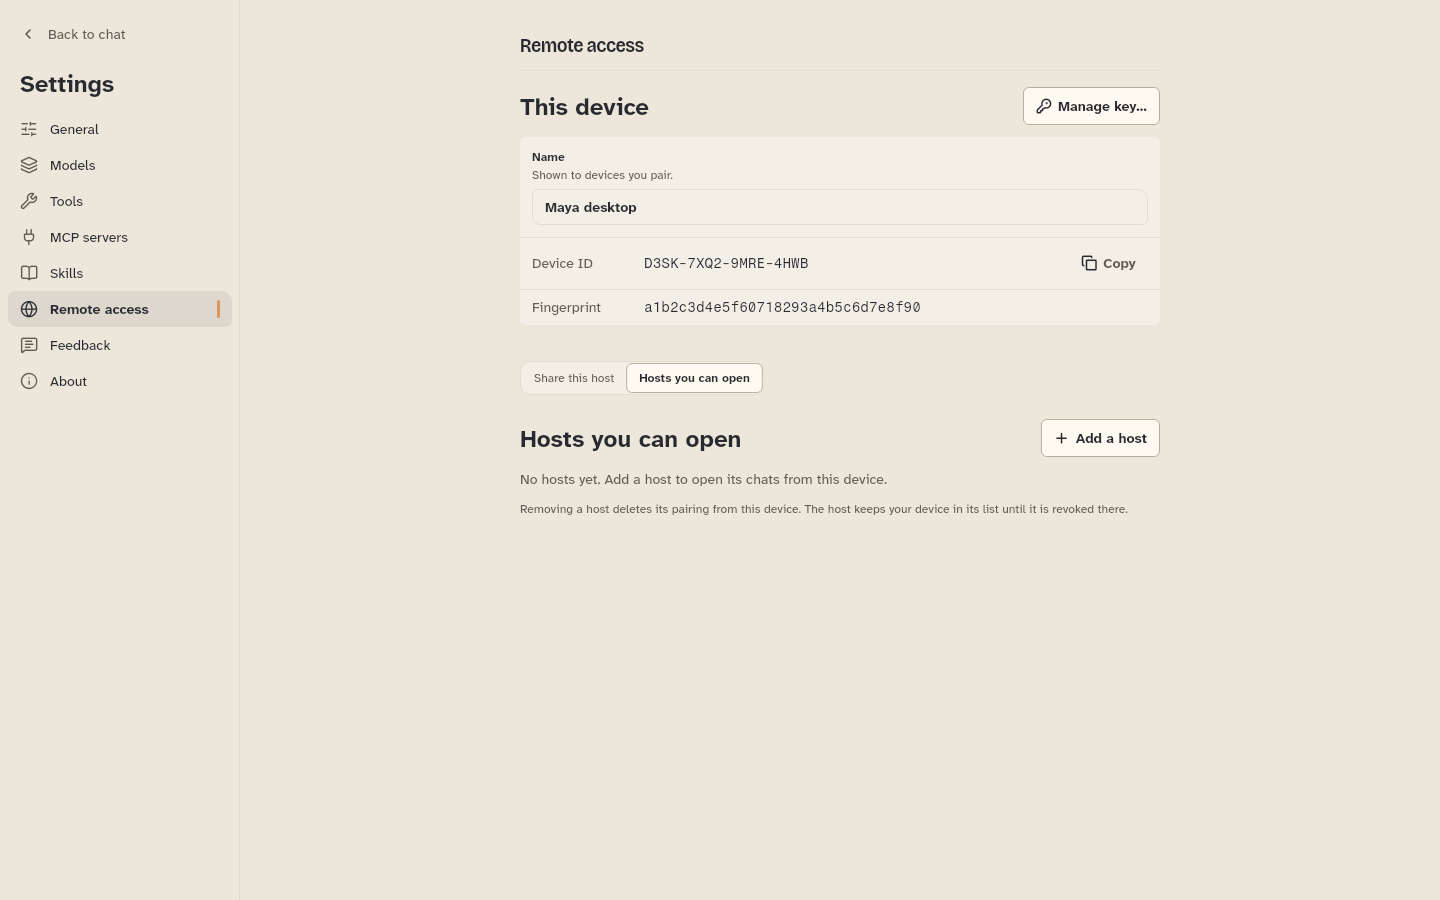 Back to chat
Settings
General
Models
Tools
MCP servers
Skills
Remote access
Feedback
About
Remote access
This device
Manage key...
Name
Shown to devices you pair.
Maya desktop
Device ID
D3SK-7XQ2-9MRE-4HWB
Copy
Fingerprint
a1b2c3d4e5f60718293a4b5c6d7e8f90
Share this host
Hosts you can open
Hosts you can open
Add a host
No hosts yet. Add a host to open its chats from this device.
Removing a host deletes its pairing from this device. The host keeps your device in its list until it is revoked there.